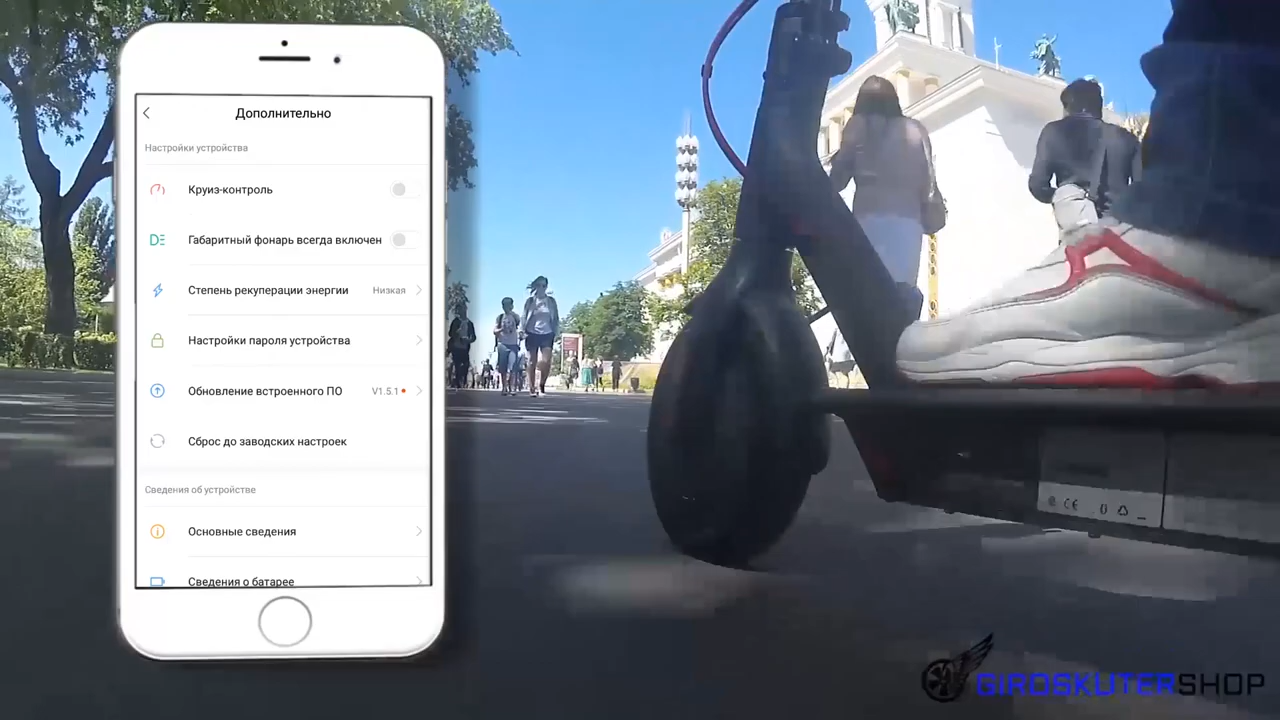 Дополнительно
Настройки устройства
Круиз-контроль
Габаритный фонарь всегда включен
Степень рекуперации энергии Низкая
Настройки пароля устройства
Обновление встроенного ПО V1.5.1
Сброс до заводских настроек
Сведения об устройстве
Основные сведения
Сведения о батарее
CE
GIROSKUTERSHOP